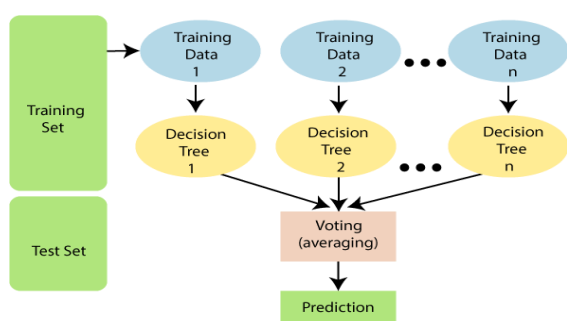 Training
Set
Training
Data
1
Training
Data
2
Training
Data
n
Decision
Tree
1
Decision
Tree
2
Decision
Tree
n
Voting
(averaging)
Test Set
Prediction